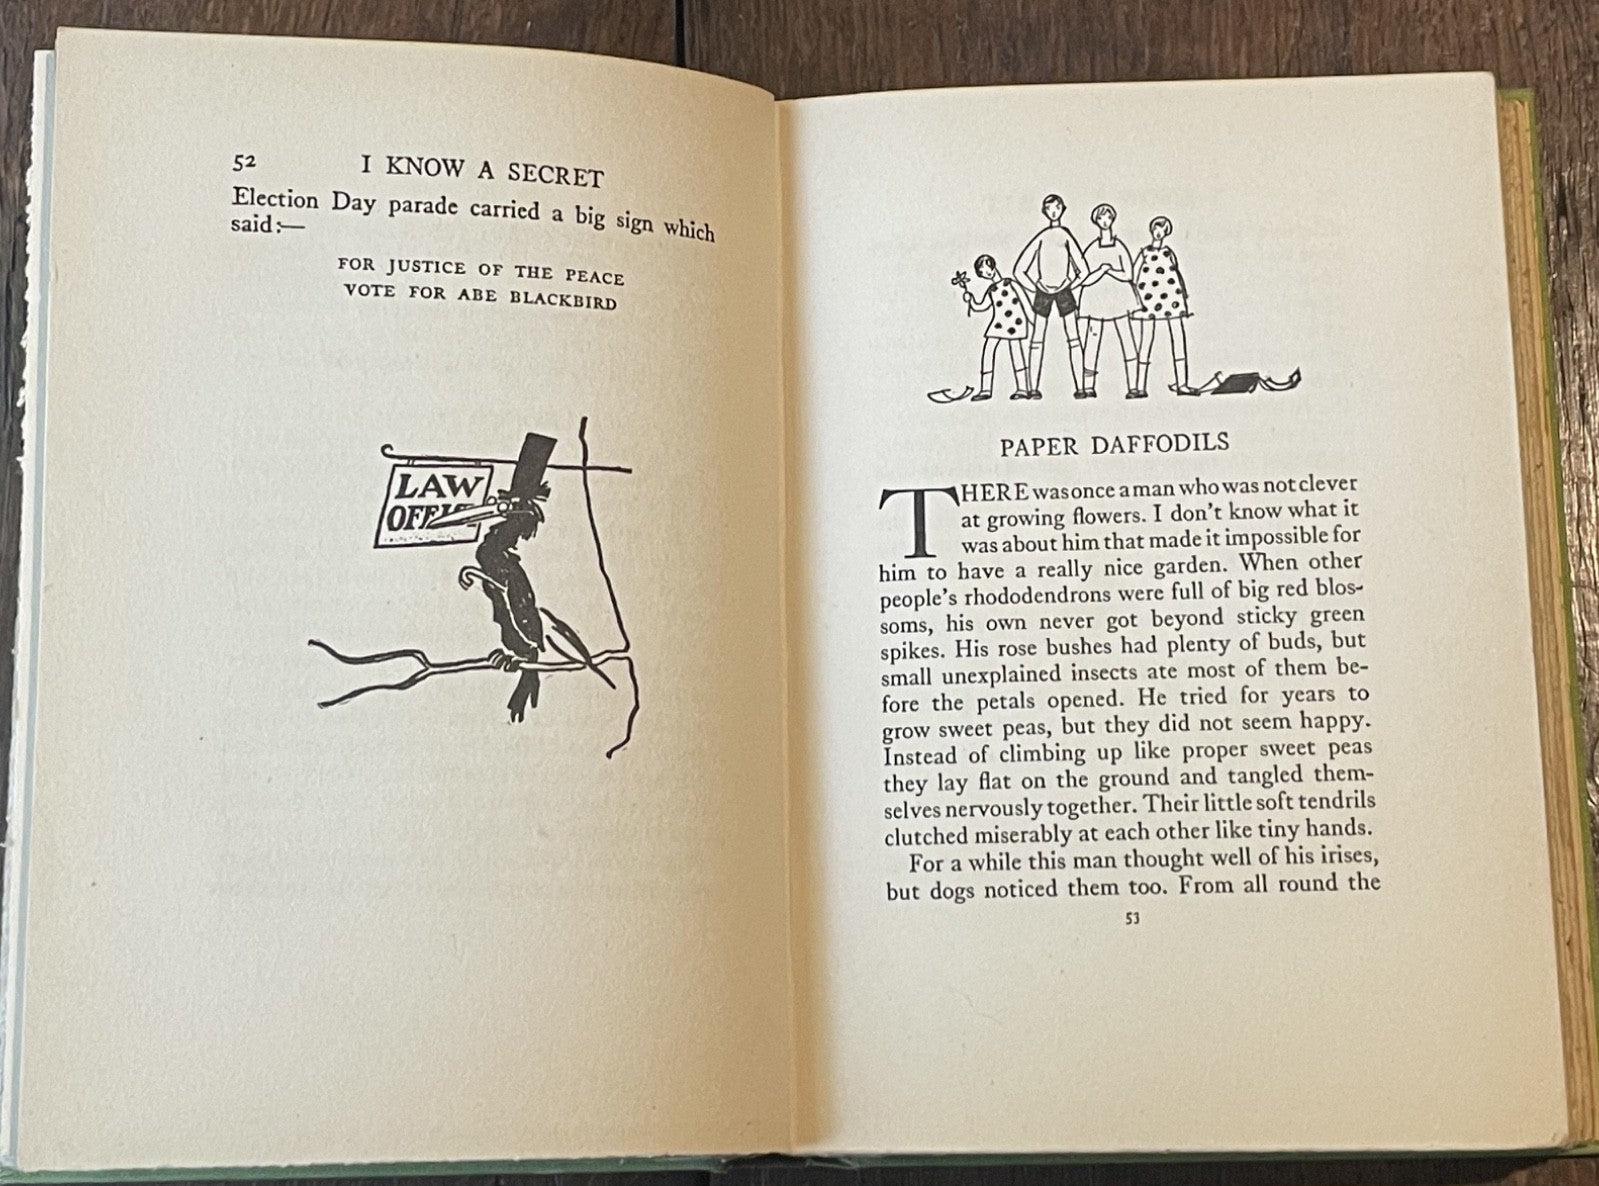 52 I KNOW A SECRET
Election Day parade carried a big sign which
said:—
FOR JUSTICE OF THE PEACE
VOTE FOR ABE BLACKBIRD
LAW
PAPER DAFFODILS
THERE was once a man who was not clever
at growing flowers. I don't know what it
was about him that made it impossible for
him to have a really nice garden. When other
people's rhododendrons were full of big red blos-
soms, his own never got beyond sticky green
spikes. His rose bushes had plenty of buds, but
small unexplained insects ate most of them be-
fore the petals opened. He tried for years to
grow sweet peas, but they did not seem happy.
Instead of climbing up like proper sweet peas
they lay flat on the ground and tangled them-
selves nervously together. Their little soft tendrils
clutched miserably at each other like tiny hands.
For a while this man thought well of his irises,
but dogs noticed them too. From all round the
53